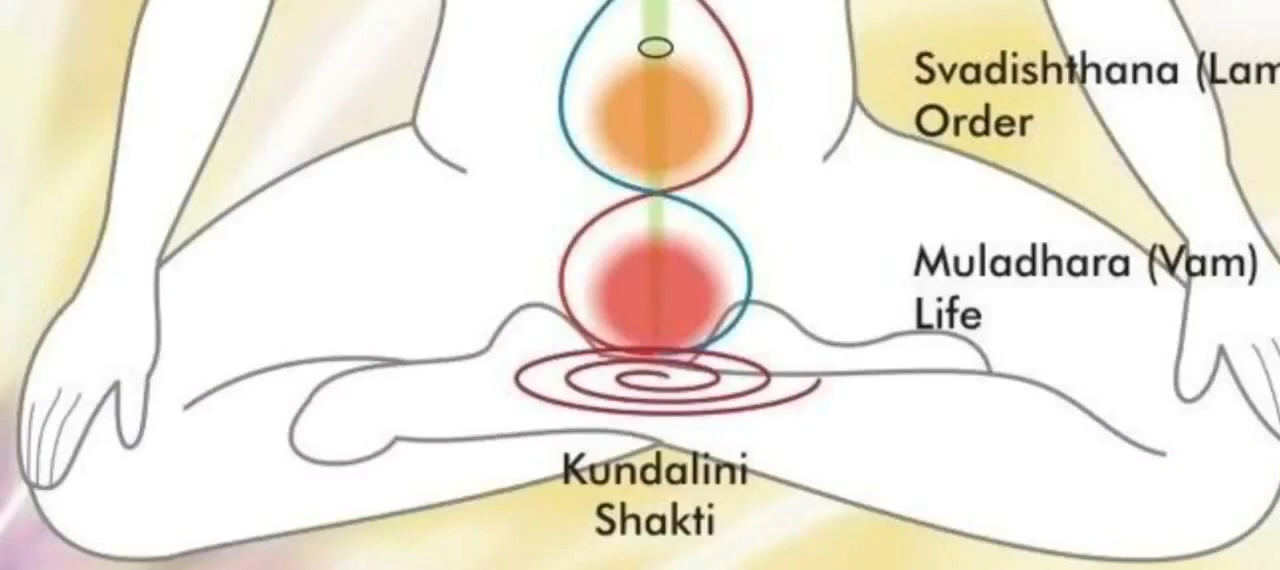 Svadishthana (Lam
Order
Muladhara (Vam)
Life
Kundalini
Shakti